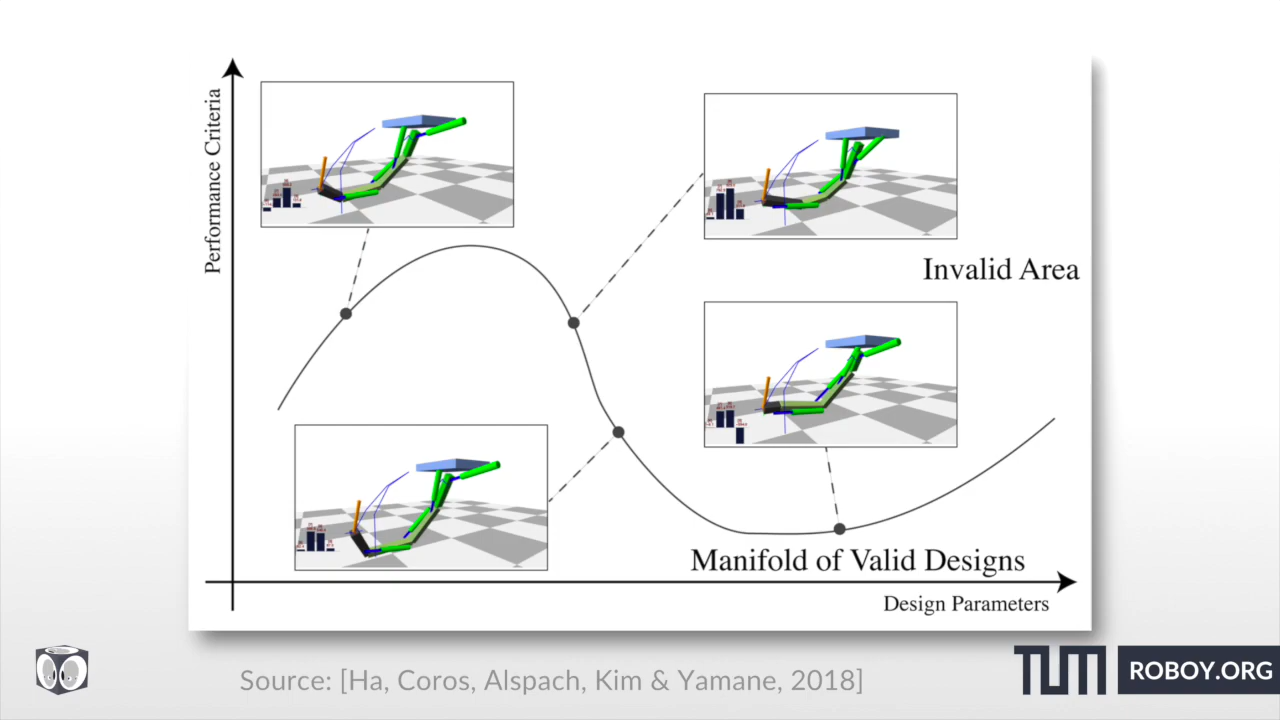 Performance Criteria
Invalid Area
Manifold of Valid Designs
Design Parameters
Source: [Ha, Coros, Alspach, Kim & Yamane, 2018]
TUM
ROBOY.ORG